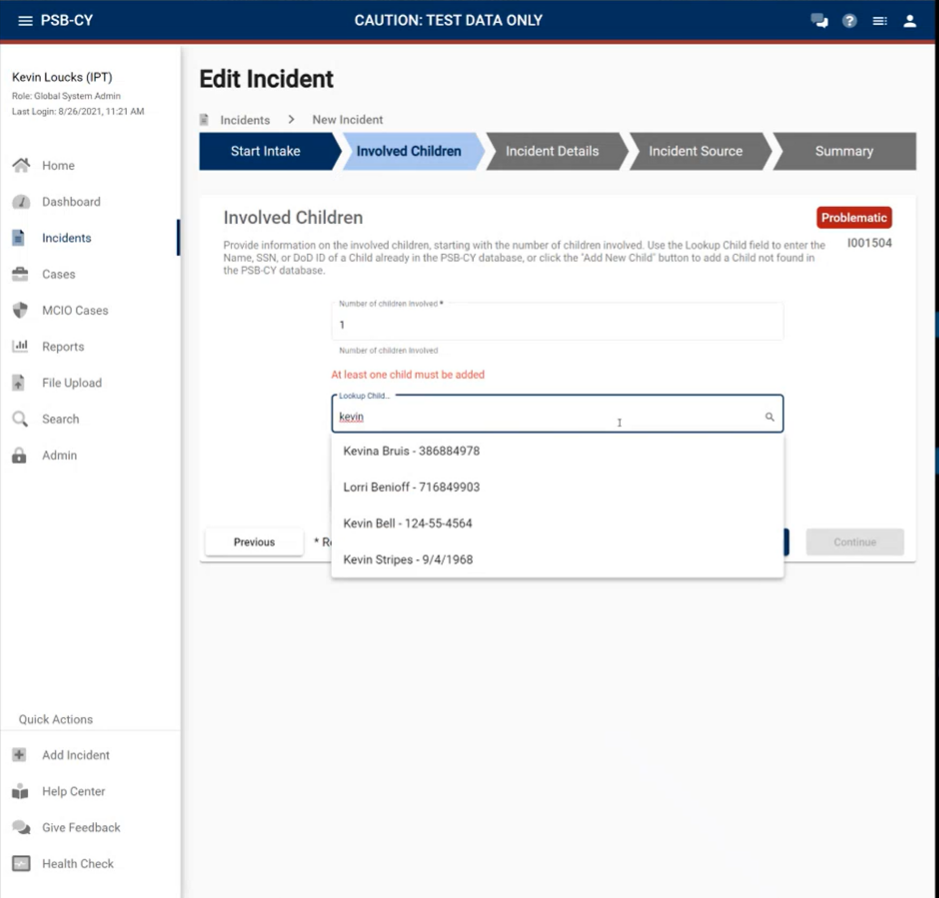 PSB-CY
CAUTION: TEST DATA ONLY
Kevin Loucks (IPT)
Role: Global System Admin
Last Login: 8/26/2021, 11:21 AM
Home
Dashboard
Incidents
Cases
MCIO Cases
Reports
File Upload
Search
Admin
Quick Actions
Add Incident
Help Center
Give Feedback
Health Check
Edit Incident
Incidents > New Incident
Start Intake
Involved Children
Incident Details
Incident Source
Summary
Involved Children
Problematic
I001504
Provide information on the involved children, starting with the number of children involved. Use the Lookup Child field to enter the
Name, SSN, or DoD ID of a Child already in the PSB-CY database, or click the "Add New Child" button to add a Child not found in
the PSB-CY database.
Number of children involved *
1
Number of children involved
At least one child must be added
Lookup Child..
kevin
Kevina Bruis - 386884978
Lorri Benioff - 716849903
Kevin Bell - 124-55-4564
Kevin Stripes - 9/4/1968
Previous
* R
Continue